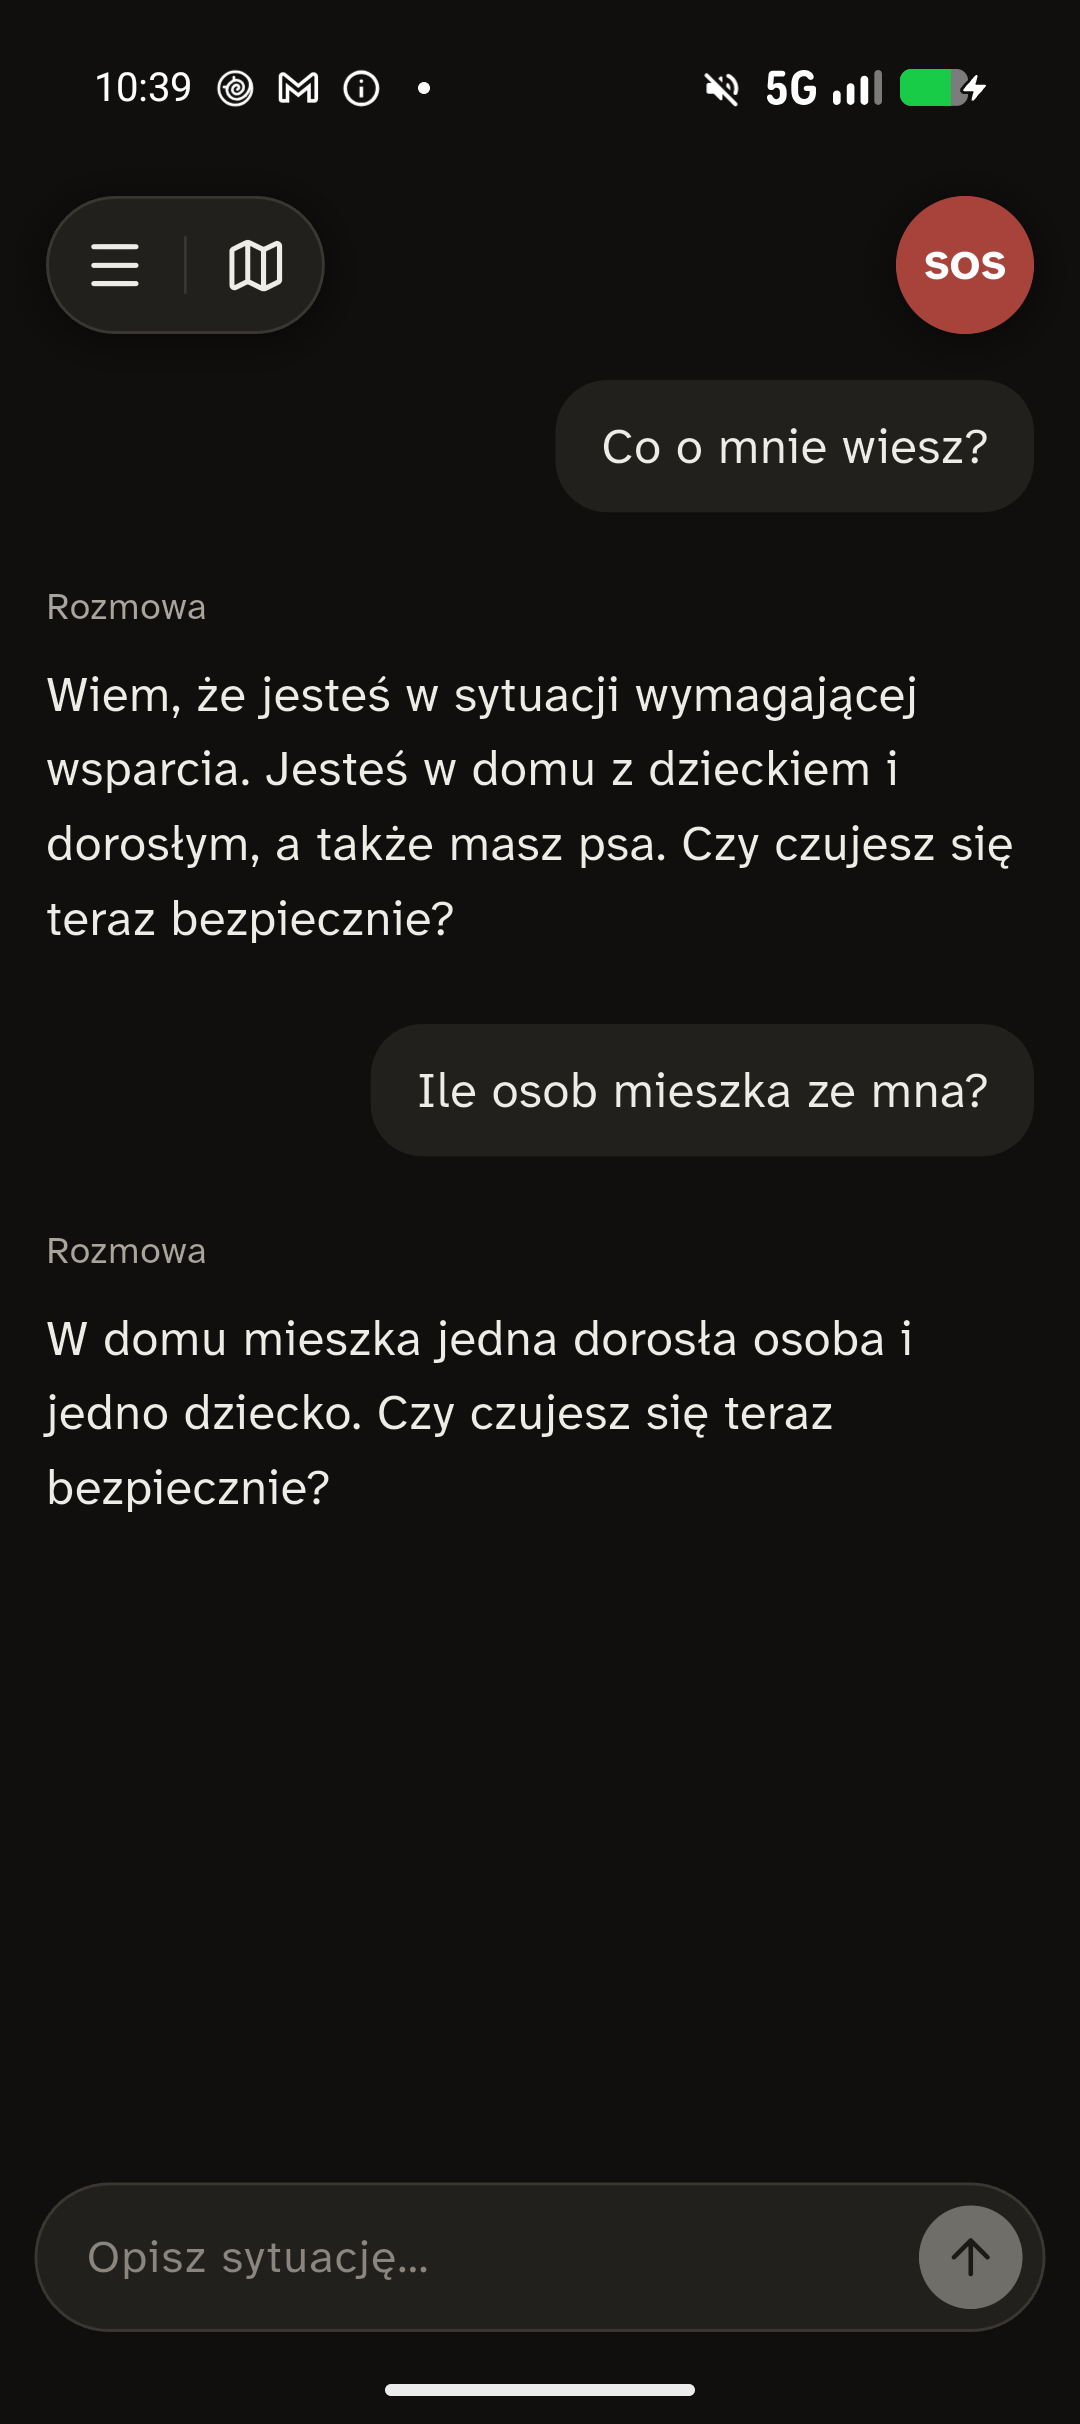 10:39
5G
SOS
Co o mnie wiesz?
Rozmowa
Wiem, że jesteś w sytuacji wymagającej
wsparcia. Jesteś w domu z dzieckiem i
dorosłym, a także masz psa. Czy czujesz się
teraz bezpiecznie?
Ile osob mieszka ze mna?
Rozmowa
W domu mieszka jedna dorosła osoba i
jedno dziecko. Czy czujesz się teraz
bezpiecznie?
Opisz sytuację...